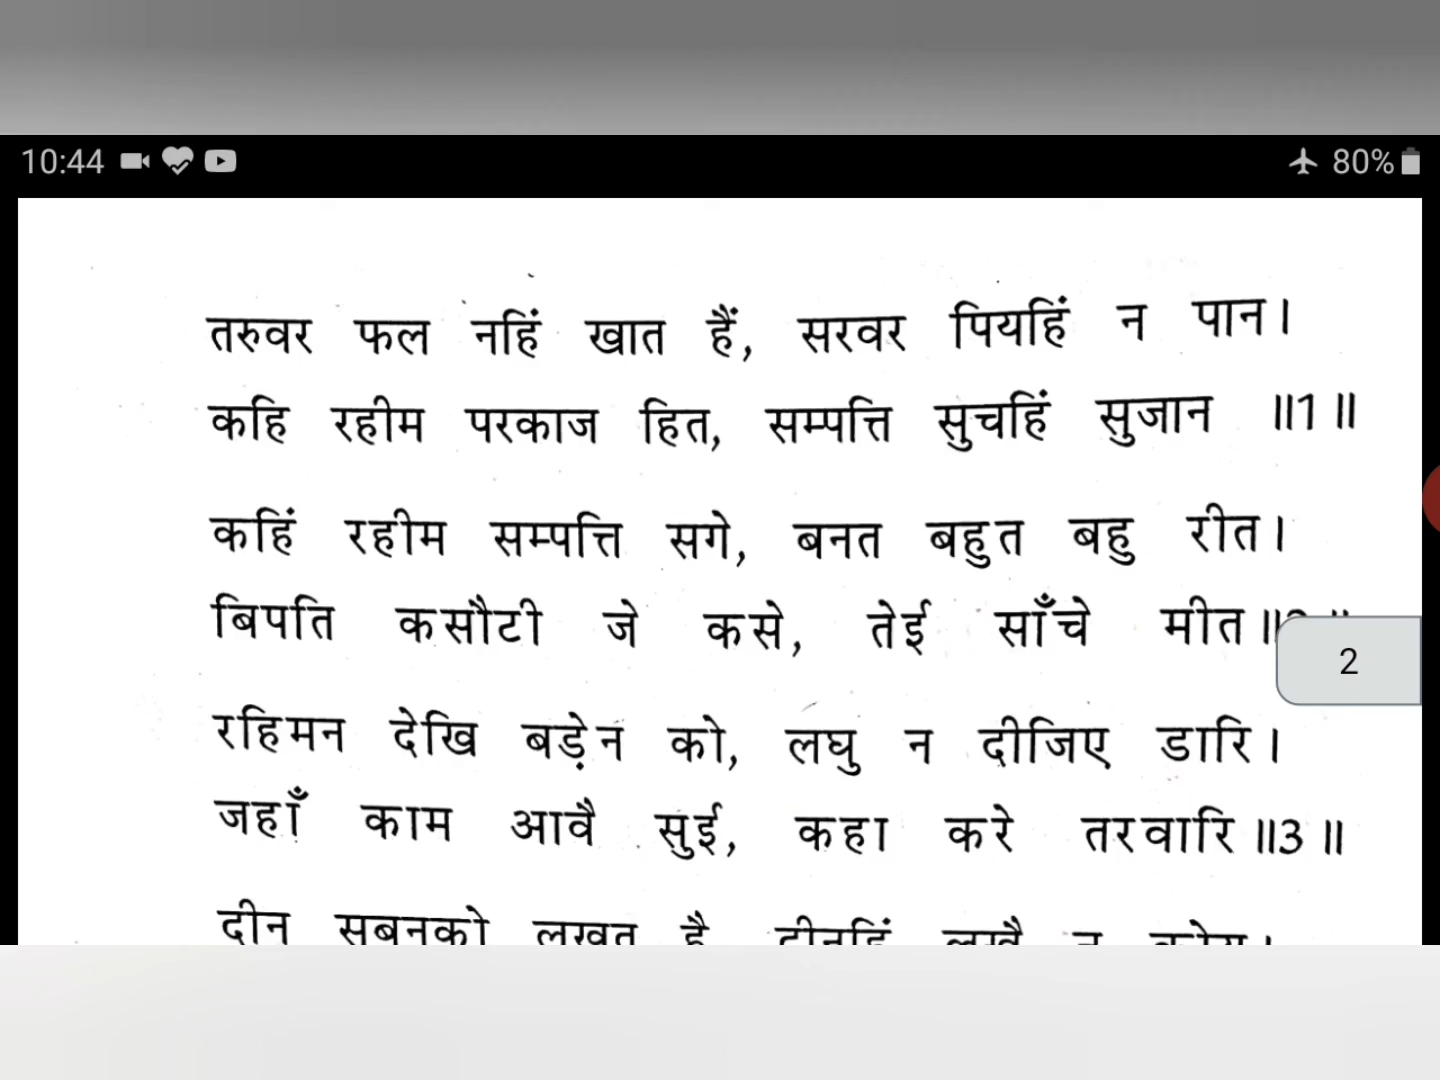 10:44 80%
तरुवर फल नहिं खात हैं, सरवर पियहिं न पान।
कहि रहीम परकाज हित, सम्पत्ति सुचहिं सुजान ॥1॥
कहिं रहीम सम्पत्ति सगे, बनत बहुत बहु रीत।
बिपति कसौटी जे कसे, तेई साँचे मीत॥
2
रहिमन देखि बड़ेन को, लघु न दीजिए डारि।
जहाँ काम आवै सुई, कहा करे तरवारि॥3॥
दीन सबनको लखत है